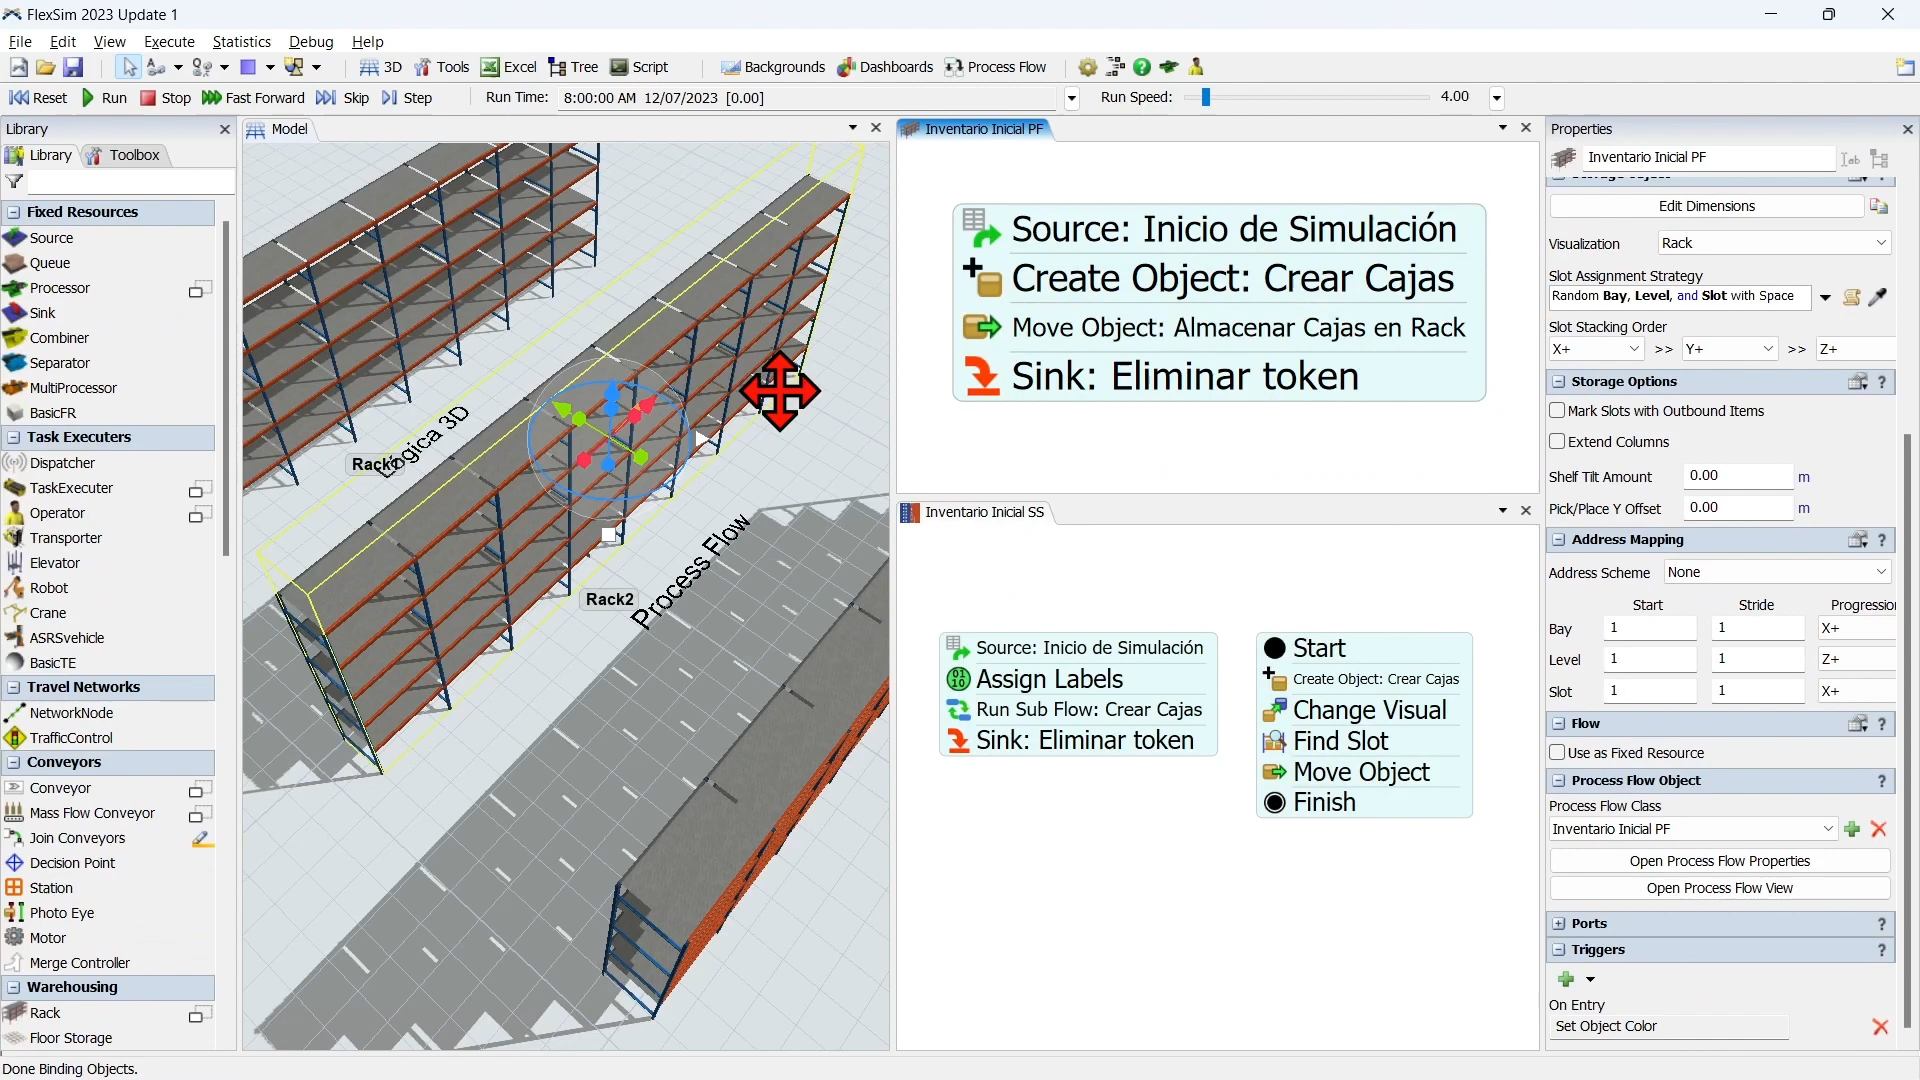 FlexSim 2023 Update 1
File Edit View Execute Statistics Debug Help
3D Tools Excel Tree Script Backgrounds Dashboards Process Flow
Reset Run Stop Fast Forward Skip Step Run Time: 8:00:00 AM 12/07/2023 [0.00] Run Speed: 4.00
Library
Library Toolbox
Fixed Resources
Source
Queue
Processor
Sink
Combiner
Separator
MultiProcessor
BasicFR
Task Executers
Dispatcher
TaskExecuter
Operator
Transporter
Elevator
Robot
Crane
ASRSvehicle
BasicTE
Travel Networks
NetworkNode
TrafficControl
Conveyors
Conveyor
Mass Flow Conveyor
Join Conveyors
Decision Point
Station
Photo Eye
Motor
Merge Controller
Warehousing
Rack
Floor Storage
Model
Logica 3D
Process Flow
Rack2
Inventario Inicial PF
Source: Inicio de Simulación
Create Object: Crear Cajas
Move Object: Almacenar Cajas en Rack
Sink: Eliminar token
Inventario Inicial SS
Source: Inicio de Simulación
Assign Labels
Run Sub Flow: Crear Cajas
Sink: Eliminar token
Start
Create Object: Crear Cajas
Change Visual
Find Slot
Move Object
Finish
Properties
Inventario Inicial PF
Edit Dimensions
Visualization Rack
Slot Assignment Strategy
Random Bay, Level, and Slot with Space
Slot Stacking Order
X+ >> Y+ >> Z+
Storage Options
Mark Slots with Outbound Items
Extend Columns
Shelf Tilt Amount 0.00 m
Pick/Place Y Offset 0.00 m
Address Mapping
Address Scheme None
Start Stride Progressio
Bay 1 1 X+
Level 1 1 Z+
Slot 1 1 X+
Flow
Use as Fixed Resource
Process Flow Object
Process Flow Class
Inventario Inicial PF
Open Process Flow Properties
Open Process Flow View
Ports
Triggers
On Entry
Set Object Color
Done Binding Objects.